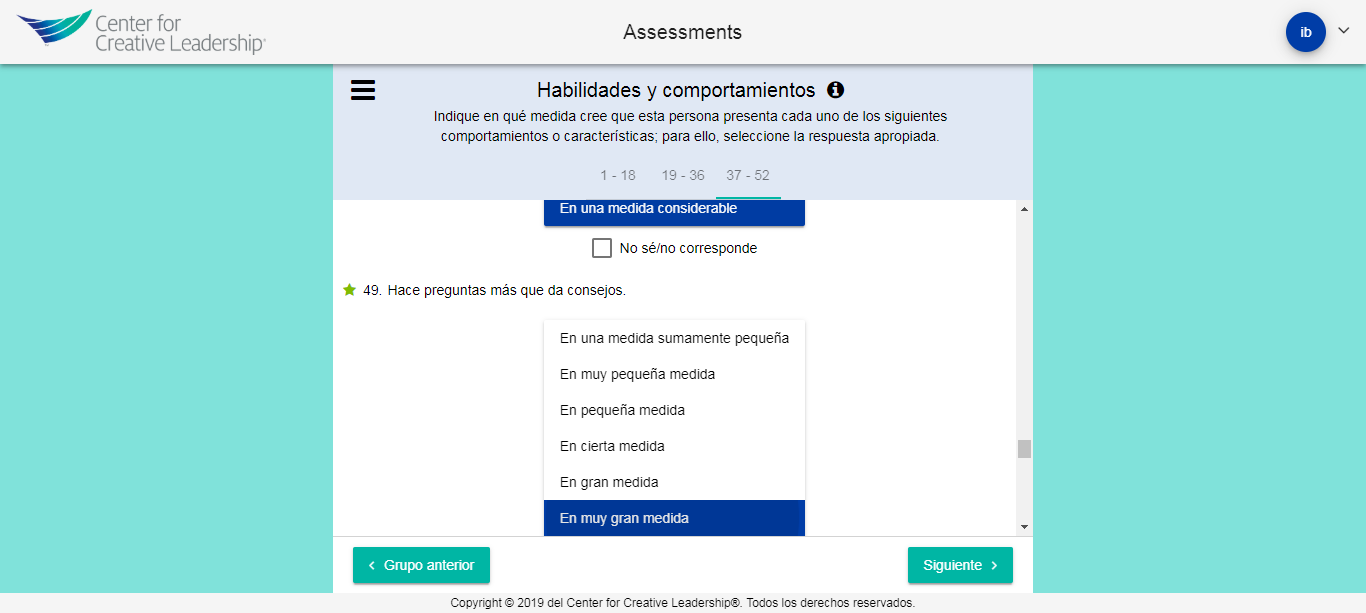 Center for
Creative Leadership®
Assessments
ib
Habilidades y comportamientos
Indique en qué medida cree que esta persona presenta cada uno de los siguientes
comportamientos o características; para ello, seleccione la respuesta apropiada.
1 - 18 19 - 36 37 - 52
En una medida considerable
No sé/no corresponde
49. Hace preguntas más que da consejos.
En una medida sumamente pequeña
En muy pequeña medida
En pequeña medida
En cierta medida
En gran medida
En muy gran medida
Grupo anterior Siguiente
Copyright © 2019 del Center for Creative Leadership®. Todos los derechos reservados.